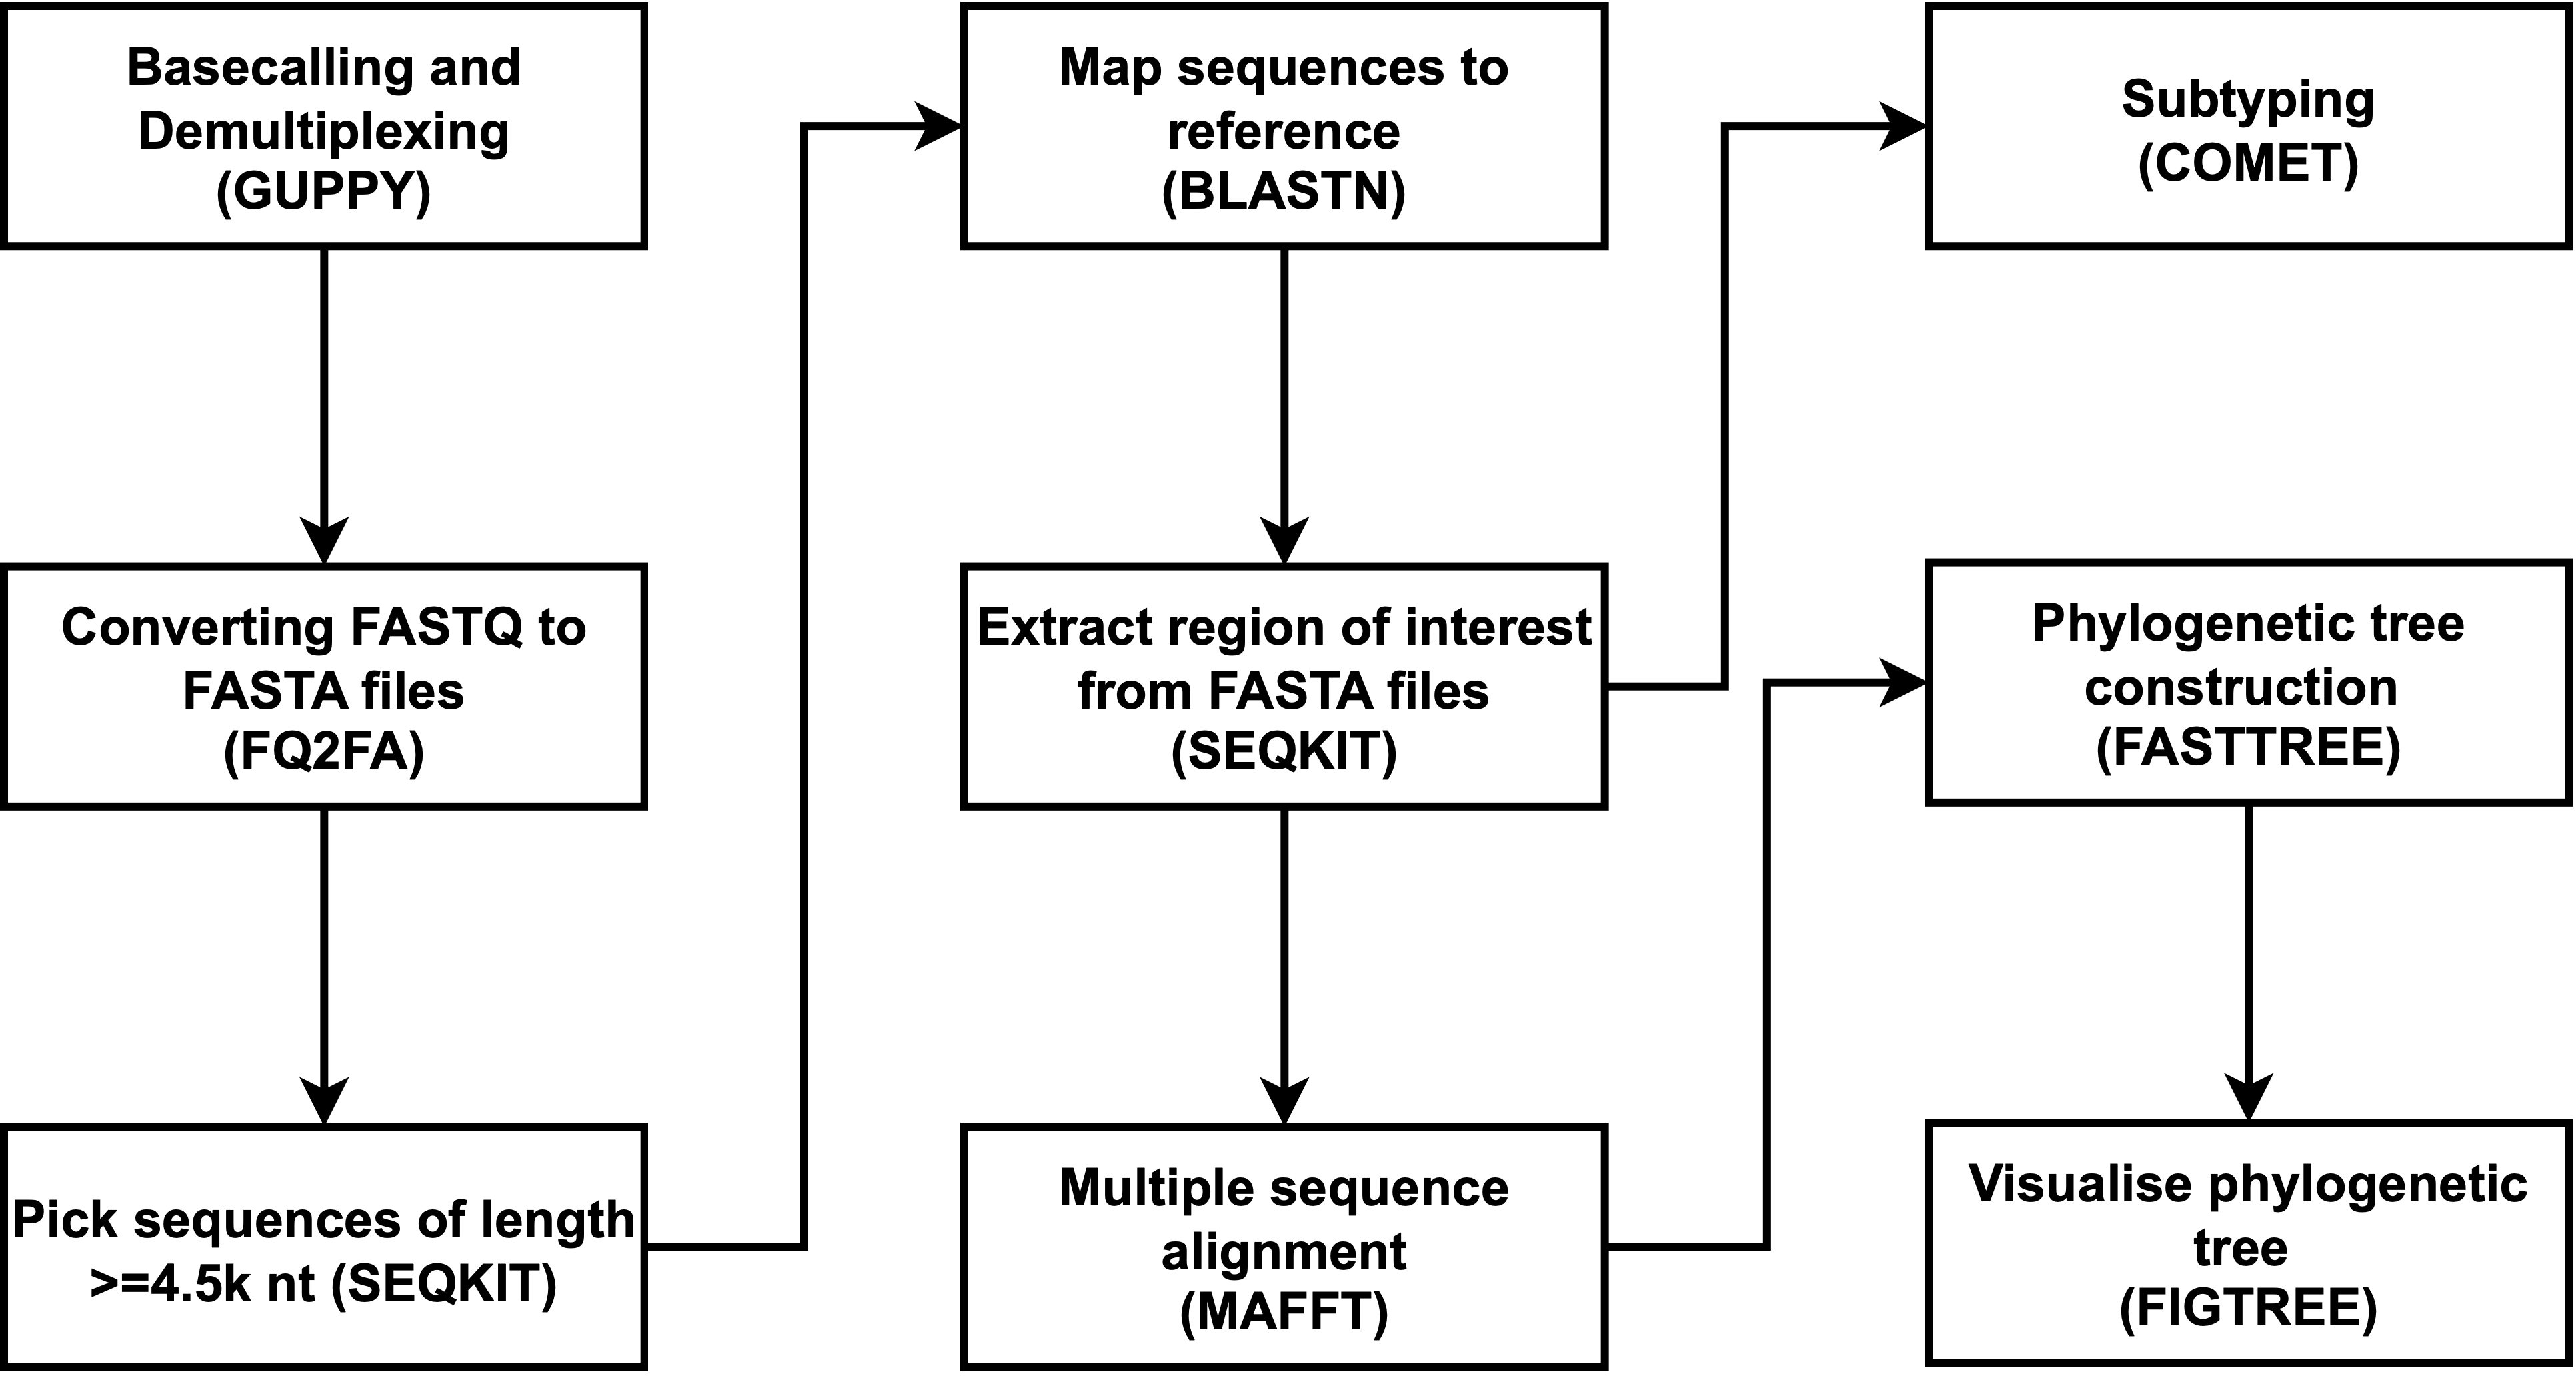 Basecalling and
Demultiplexing
(GUPPY)
Converting FASTQ to
FASTA files
(FQ2FA)
Pick sequences of length
>=4.5k nt (SEQKIT)
Map sequences to
reference
(BLASTN)
Extract region of interest
from FASTA files
(SEQKIT)
Multiple sequence
alignment
(MAFFT)
Subtyping
(COMET)
Phylogenetic tree
construction
(FASTTREE)
Visualise phylogenetic
tree
(FIGTREE)